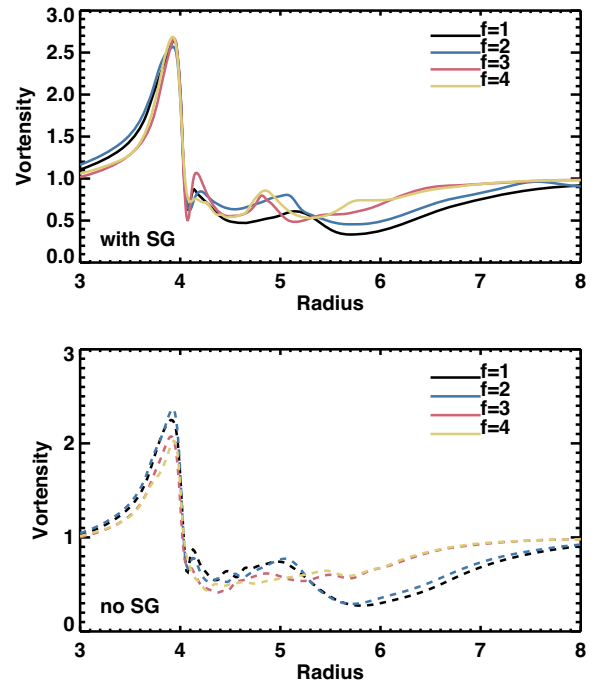 3.0
2.5
2.0
1.5
1.0
0.5
0.0
Vortensity
f=1
f=2
f=3
f=4
with SG
3 4 5 6 7 8
Radius
3
2
1
0
Vortensity
f=1
f=2
f=3
f=4
no SG
3 4 5 6 7 8
Radius